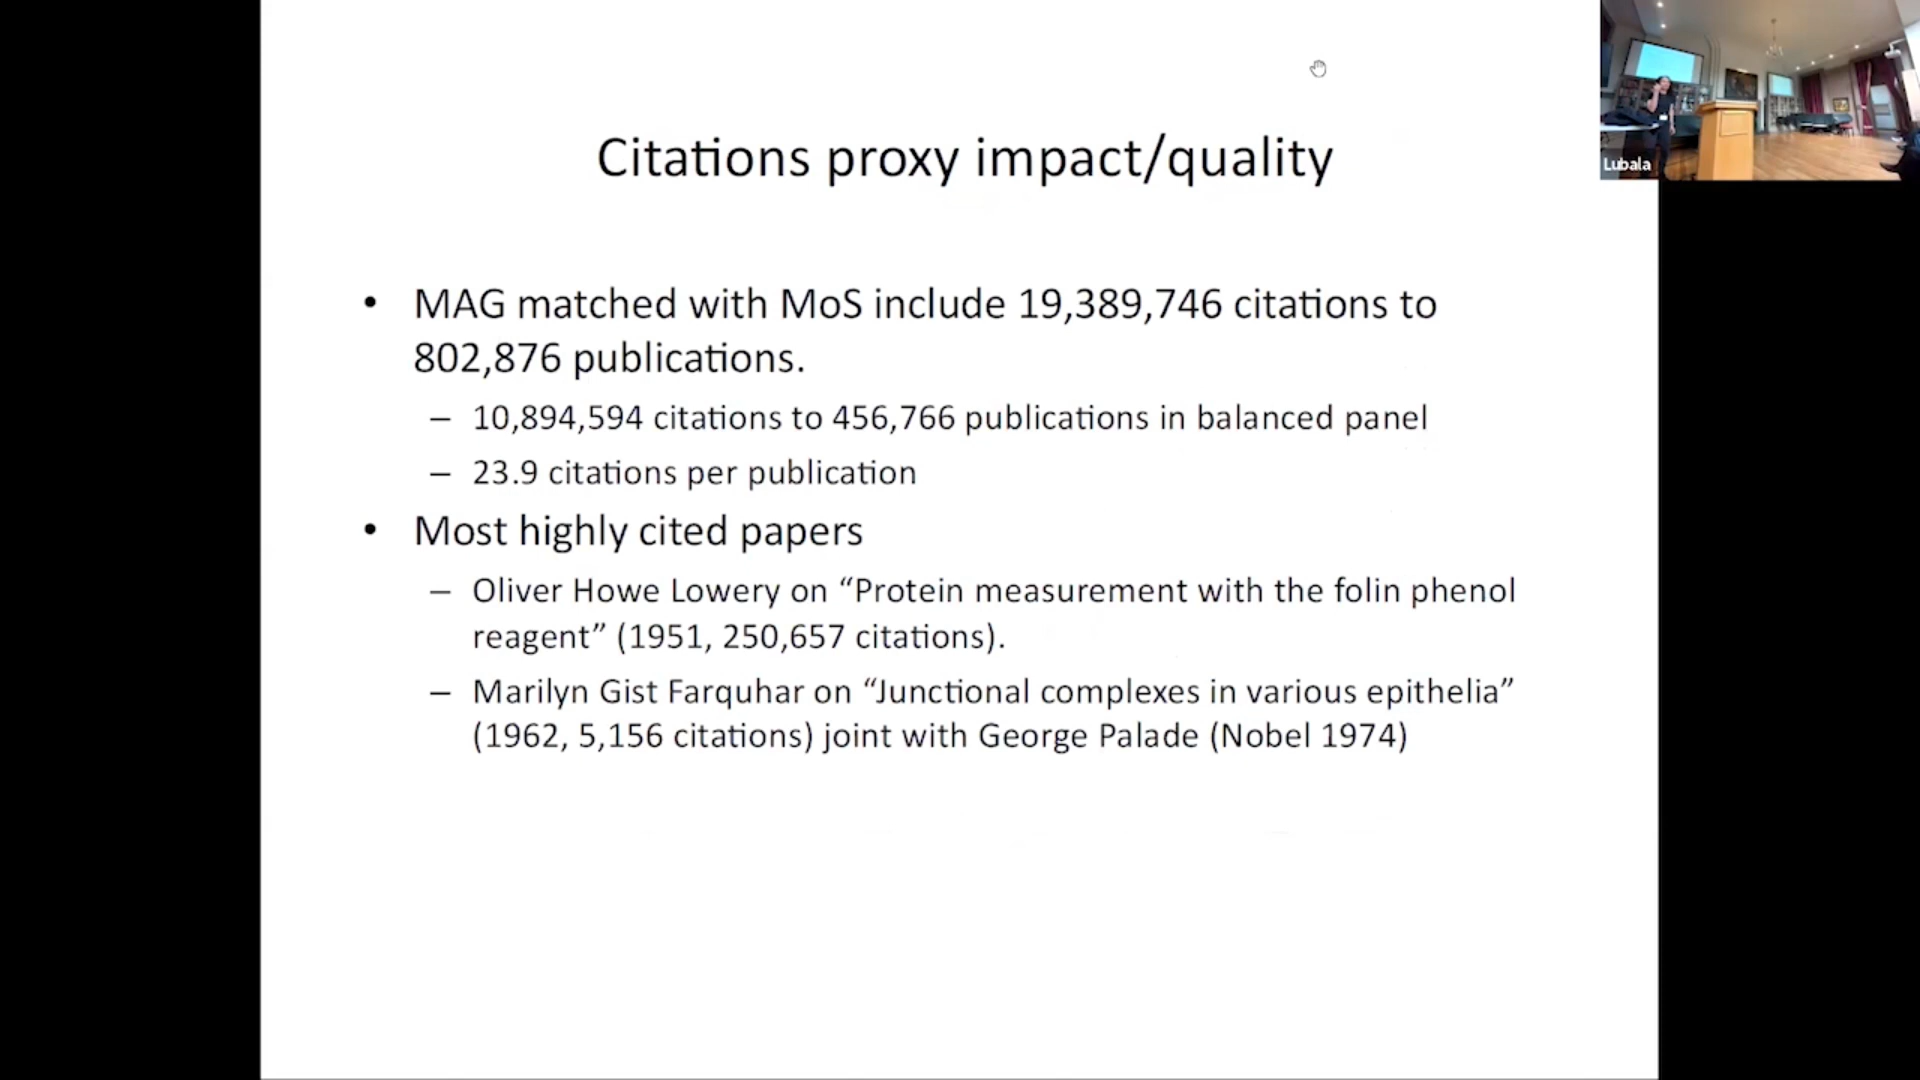 Citations proxy impact/quality
• MAG matched with MoS include 19,389,746 citations to
802,876 publications.
– 10,894,594 citations to 456,766 publications in balanced panel
– 23.9 citations per publication
• Most highly cited papers
– Oliver Howe Lowery on “Protein measurement with the folin phenol
reagent” (1951, 250,657 citations).
– Marilyn Gist Farquhar on “Junctional complexes in various epithelia”
(1962, 5,156 citations) joint with George Palade (Nobel 1974)
Lubala